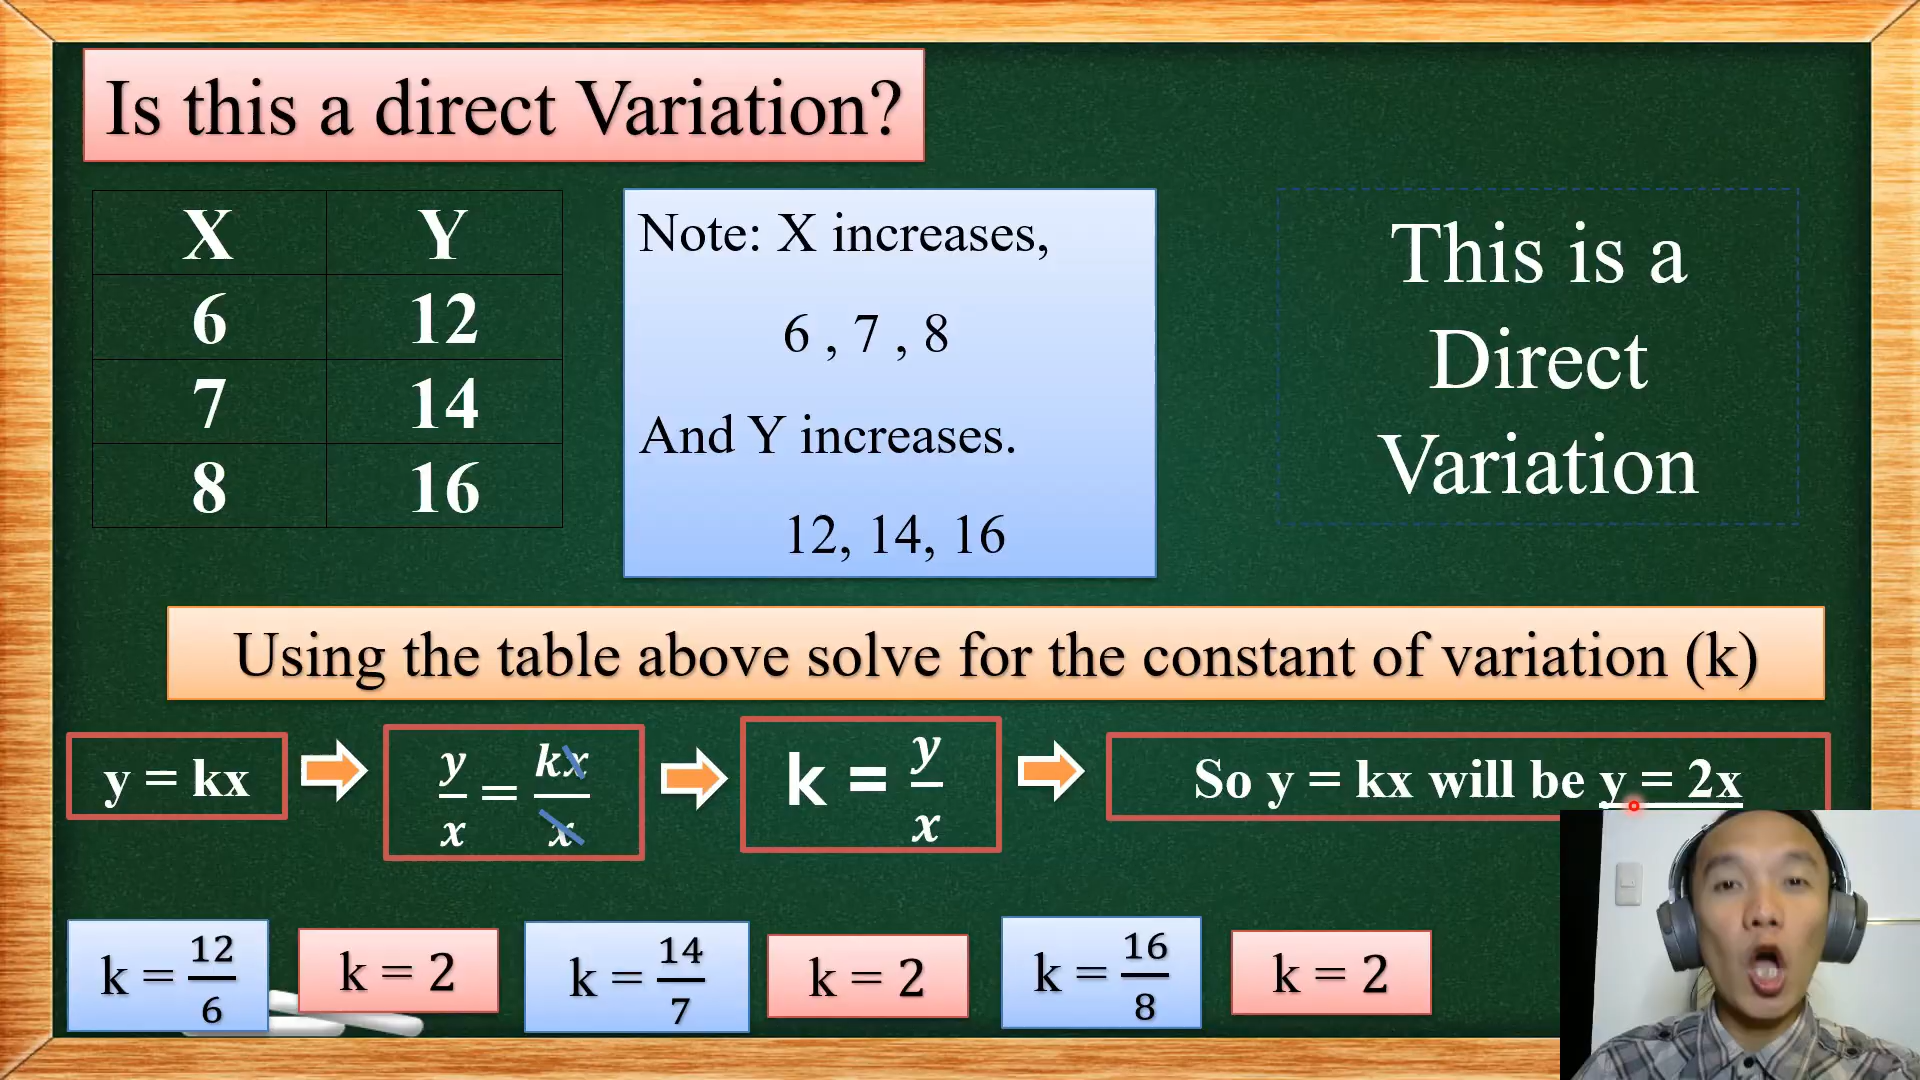 Is this a direct Variation?
X Y
6 12
7 14
8 16
Note: X increases,
6 , 7 , 8
And Y increases.
12, 14, 16
This is a
Direct
Variation
Using the table above solve for the constant of variation (k)
y = kx
y/x = kx/x
k = y/x
So y = kx will be y = 2x
k = 12/6
k = 2
k = 14/7
k = 2
k = 16/8
k = 2